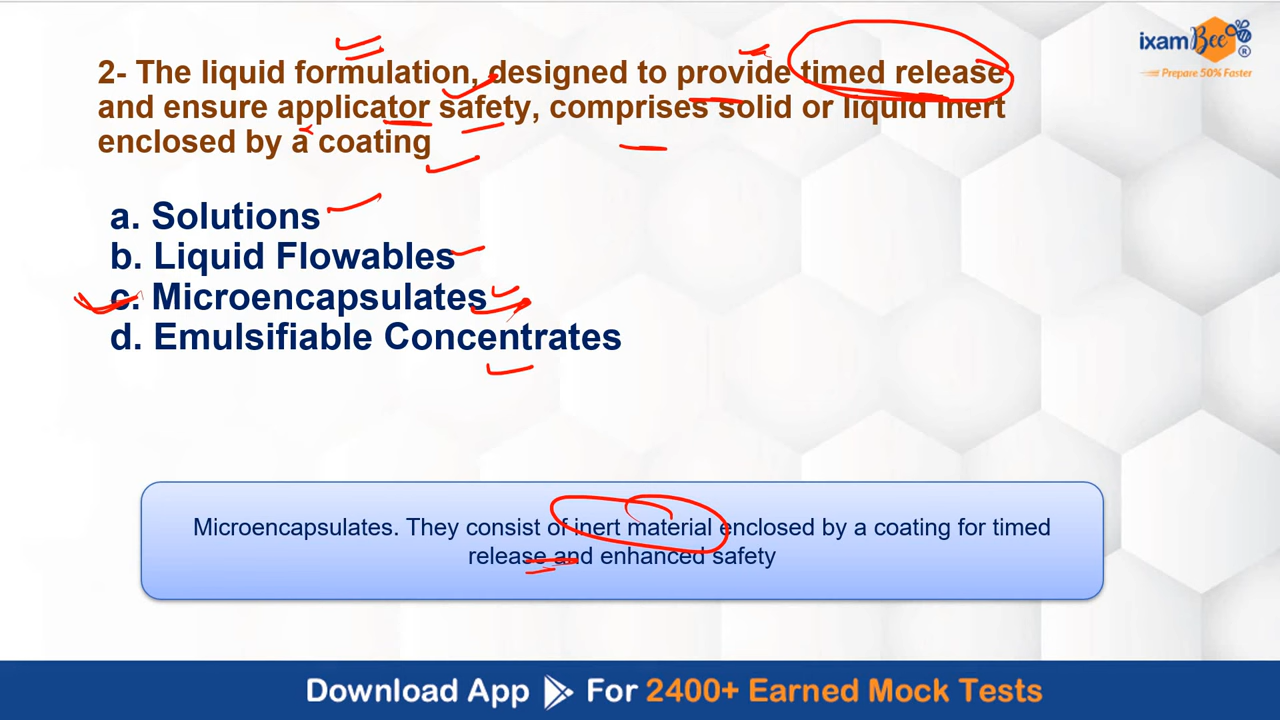 ixamBee®
Prepare 50% Faster
2- The liquid formulation, designed to provide timed release
and ensure applicator safety, comprises solid or liquid inert
enclosed by a coating
a. Solutions
b. Liquid Flowables
c. Microencapsulates
d. Emulsifiable Concentrates
Microencapsulates. They consist of inert material enclosed by a coating for timed
release and enhanced safety
Download App For 2400+ Earned Mock Tests